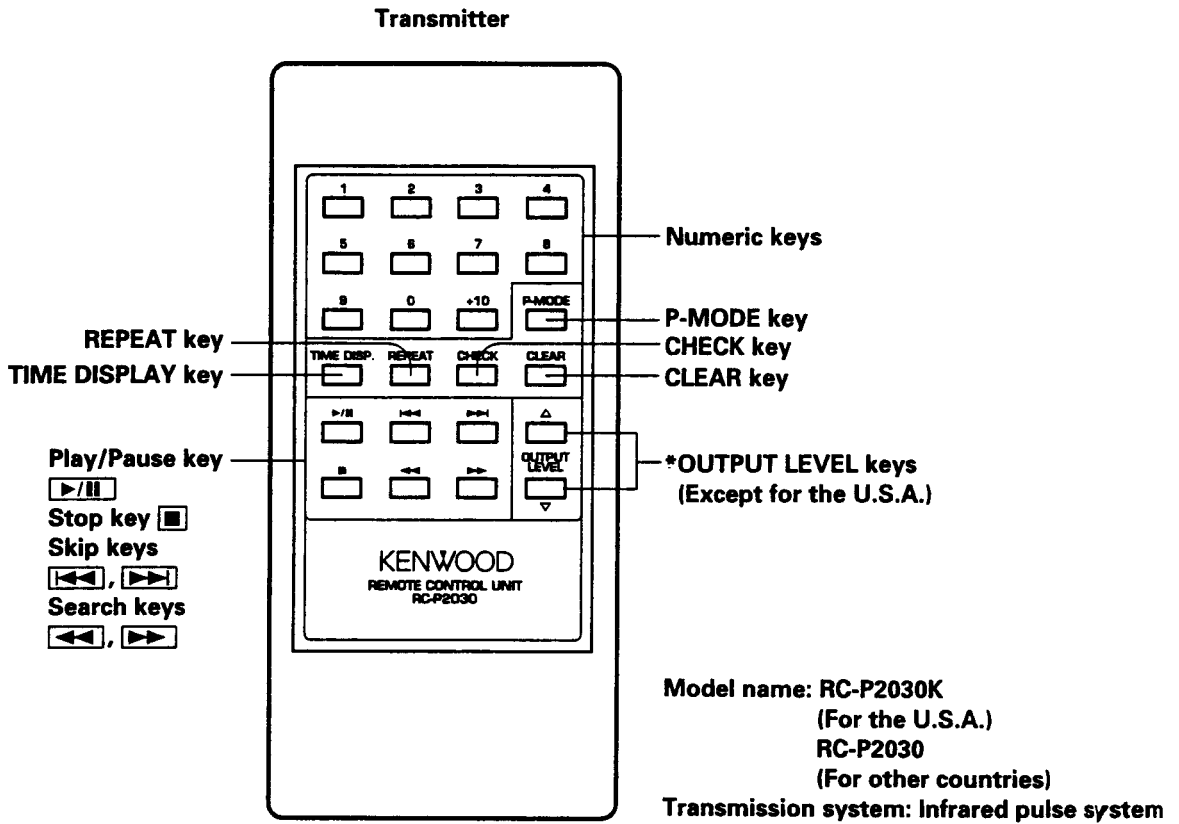 Transmitter
1 2 3 4
5 6 7 8
9 0 +10 P-MODE
TIME DISP. REPEAT CHECK CLEAR
▶/II I◀◀ ▶▶I △
■ ◀◀ ▶▶ OUTPUT
LEVEL
▽
KENWOOD
REMOTE CONTROL UNIT
RC-P2030
REPEAT key
TIME DISPLAY key
Play/Pause key
▶/II
Stop key ■
Skip keys
I◀◀, ▶▶I
Search keys
◀◀, ▶▶
Numeric keys
P-MODE key
CHECK key
CLEAR key
*OUTPUT LEVEL keys
(Except for the U.S.A.)
Model name: RC-P2030K
(For the U.S.A.)
RC-P2030
(For other countries)
Transmission system: Infrared pulse system